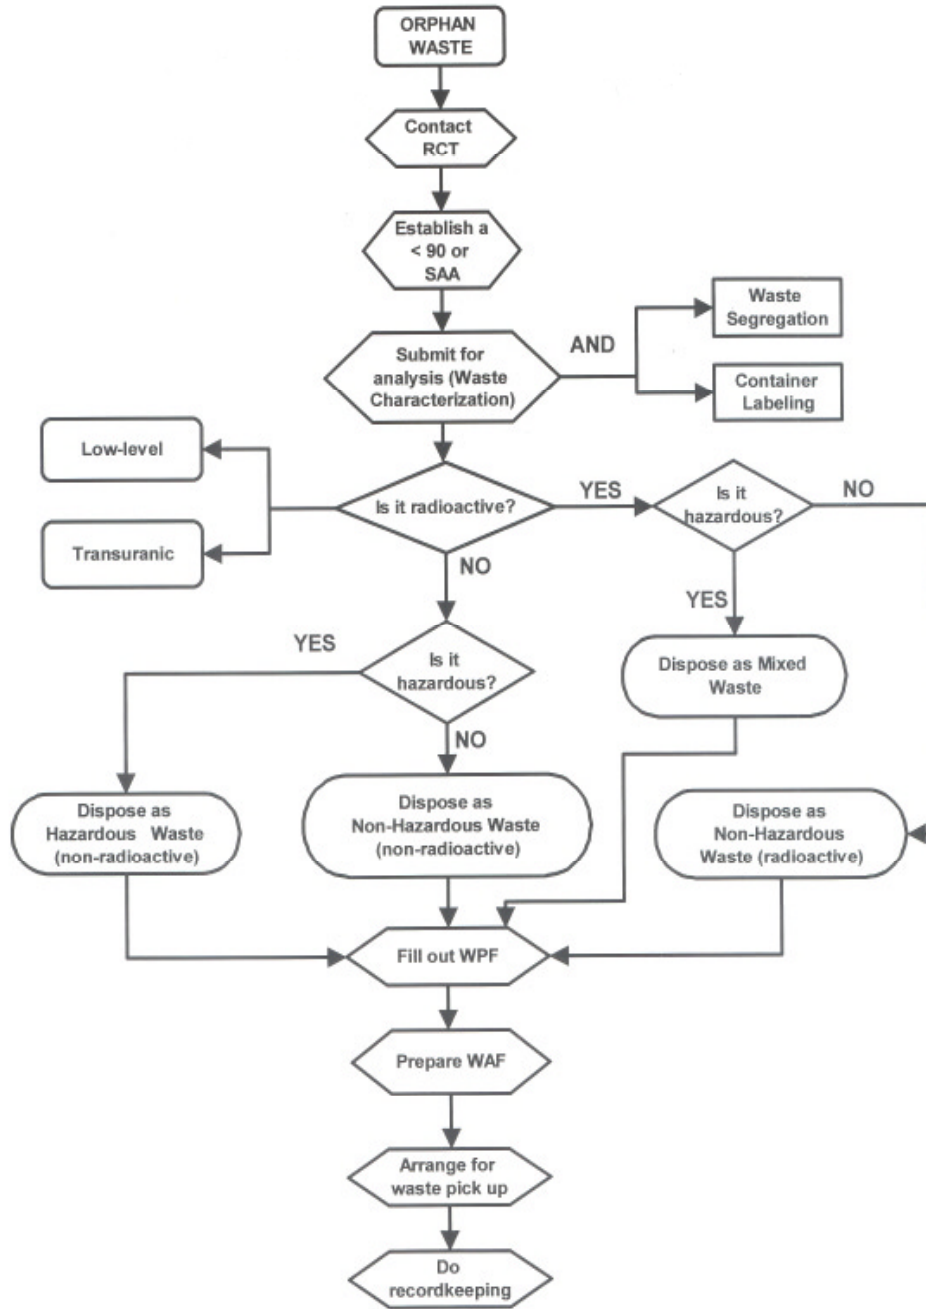 ORPHAN
WASTE
Contact
RCT
Establish a
< 90 or
SAA
Submit for
analysis (Waste
Characterization)
AND
Waste
Segregation
Container
Labeling
Low-level
Transuranic
Is it radioactive?
YES
Is it
hazardous?
NO
NO
YES
YES
Is it
hazardous?
Dispose as Mixed
Waste
NO
Dispose as
Hazardous Waste
(non-radioactive)
Dispose as
Non-Hazardous Waste
(non-radioactive)
Dispose as
Non-Hazardous
Waste (radioactive)
Fill out WPF
Prepare WAF
Arrange for
waste pick up
Do
recordkeeping